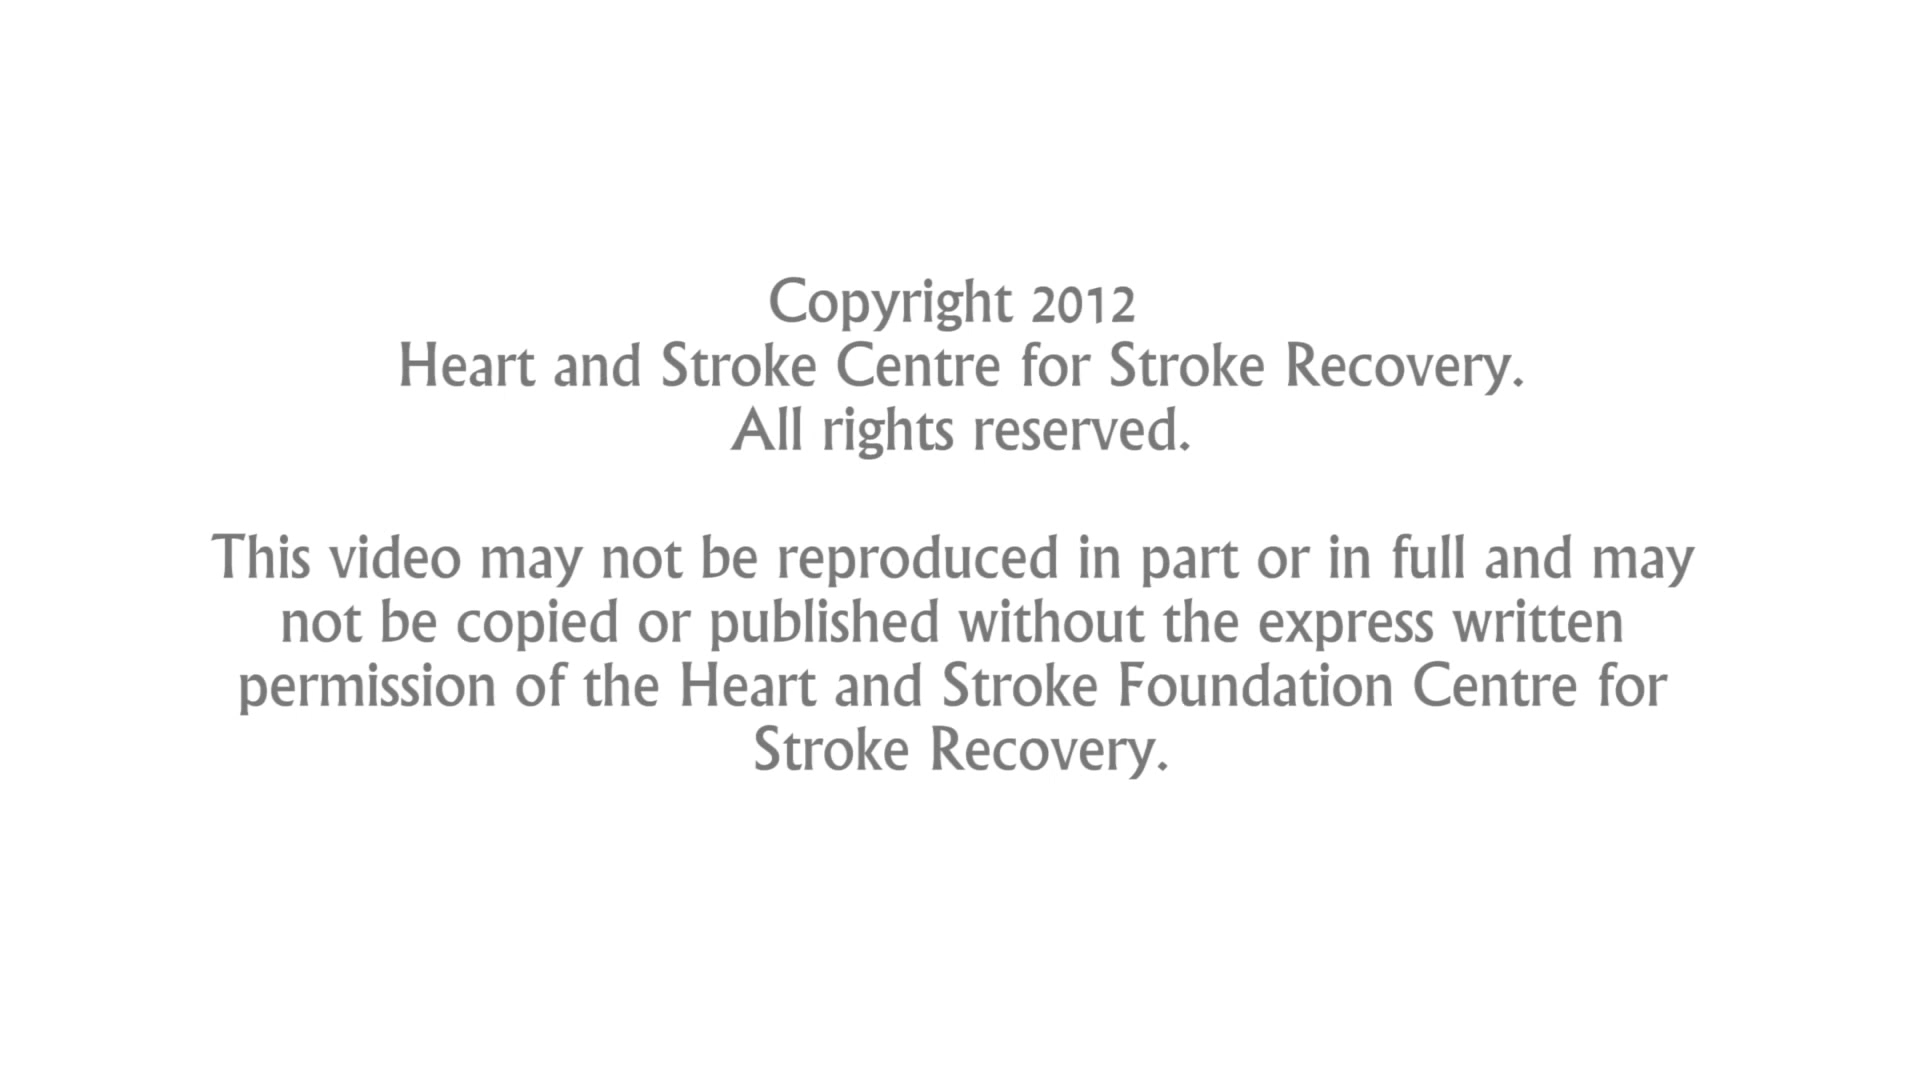 Copyright 2012
Heart and Stroke Centre for Stroke Recovery.
All rights reserved.
This video may not be reproduced in part or in full and may
not be copied or published without the express written
permission of the Heart and Stroke Foundation Centre for
Stroke Recovery.